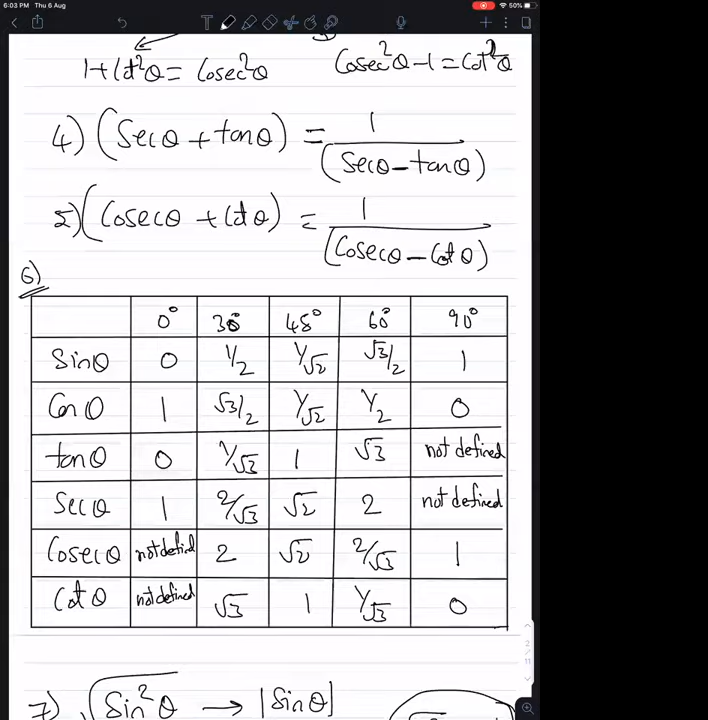 6:03 PM Thu 6 Aug 50%
1+Cot²θ = Cosec²θ Cosec²θ-1 = Cot²θ
4) (Secθ + tanθ) = 1/(Secθ - tanθ)
5) (Cosecθ + Cotθ) = 1/(Cosecθ - Cotθ)
6)
0° 30° 45° 60° 90°
Sinθ 0 1/2 1/√2 √3/2 1
Cosθ 1 √3/2 1/√2 1/2 0
tanθ 0 1/√3 1 √3 not defined
Secθ 1 2/√3 √2 2 not defined
Cosecθ not defind 2 √2 2/√3 1
Cotθ not defined √3 1 1/√3 0
7) √Sin²θ → |Sinθ|